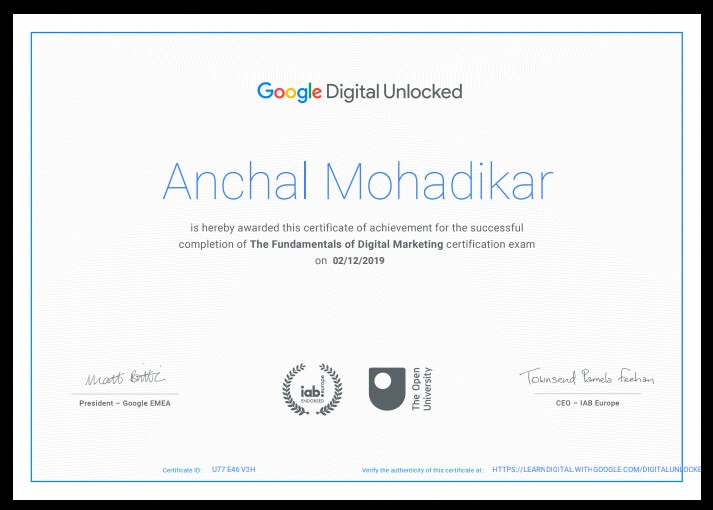 Google Digital Unlocked
Anchal Mohadikar
is hereby awarded this certificate of achievement for the successful
completion of The Fundamentals of Digital Marketing certification exam
on 02/12/2019
Matt Brittin
President – Google EMEA
iab: europe
ENDORSED
The Open
University
Townsend Pamela Feehan
CEO – IAB Europe
Certificate ID: U77 E46 V3H
Verify the authenticity of this certificate at : HTTPS://LEARNDIGITAL.WITHGOOGLE.COM/DIGITALUNLOCKE